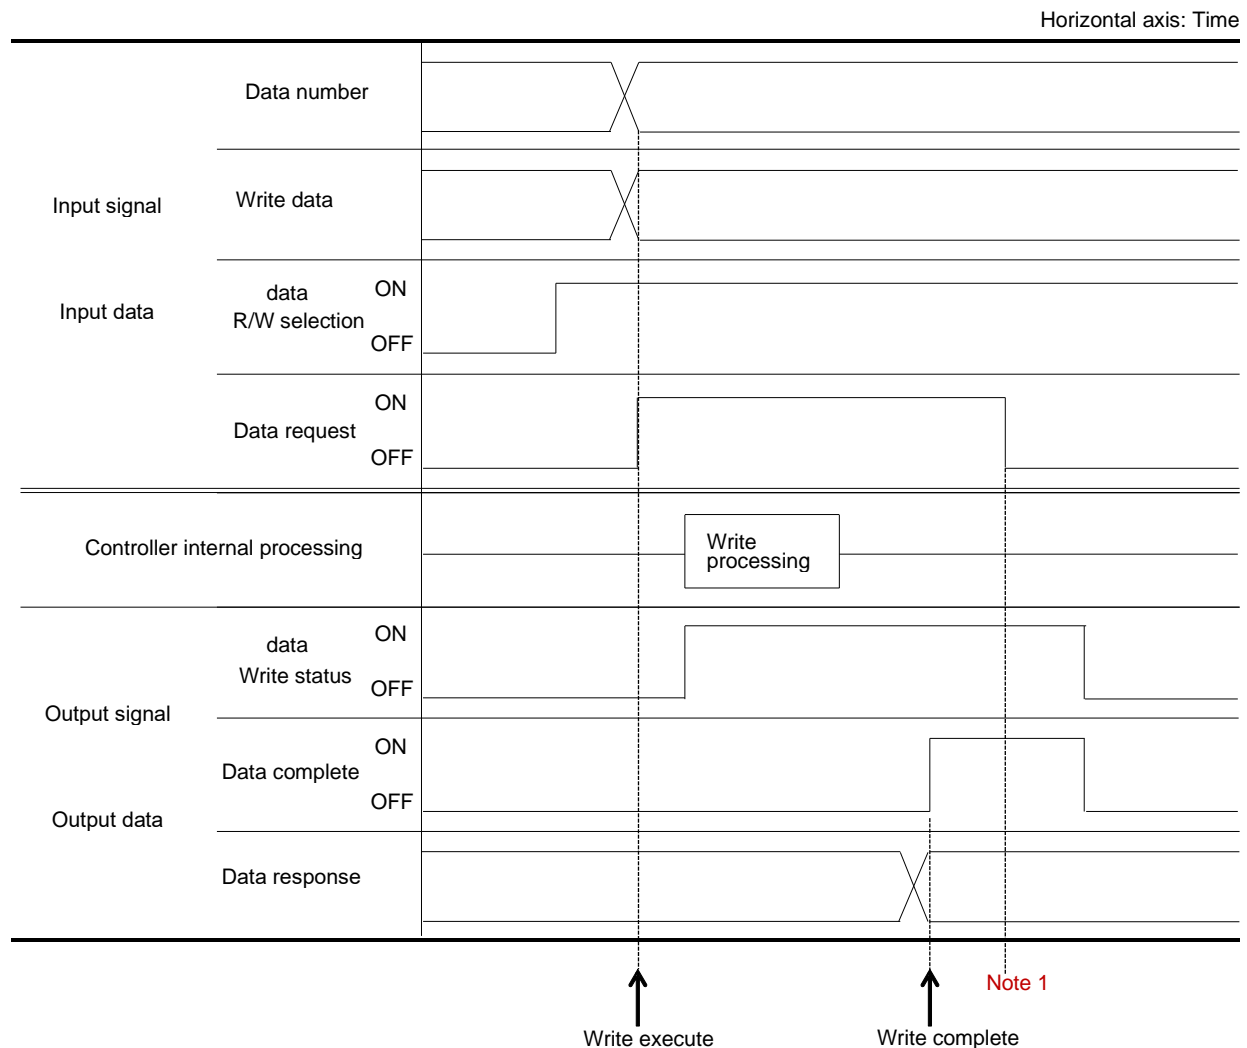 Horizontal axis: Time
Data number
Input signal
Write data
Input data
data
R/W selection
ON
OFF
Data request
ON
OFF
Controller internal processing
Write
processing
data
Write status
ON
OFF
Output signal
Data complete
ON
OFF
Output data
Data response
Note 1
Write execute
Write complete